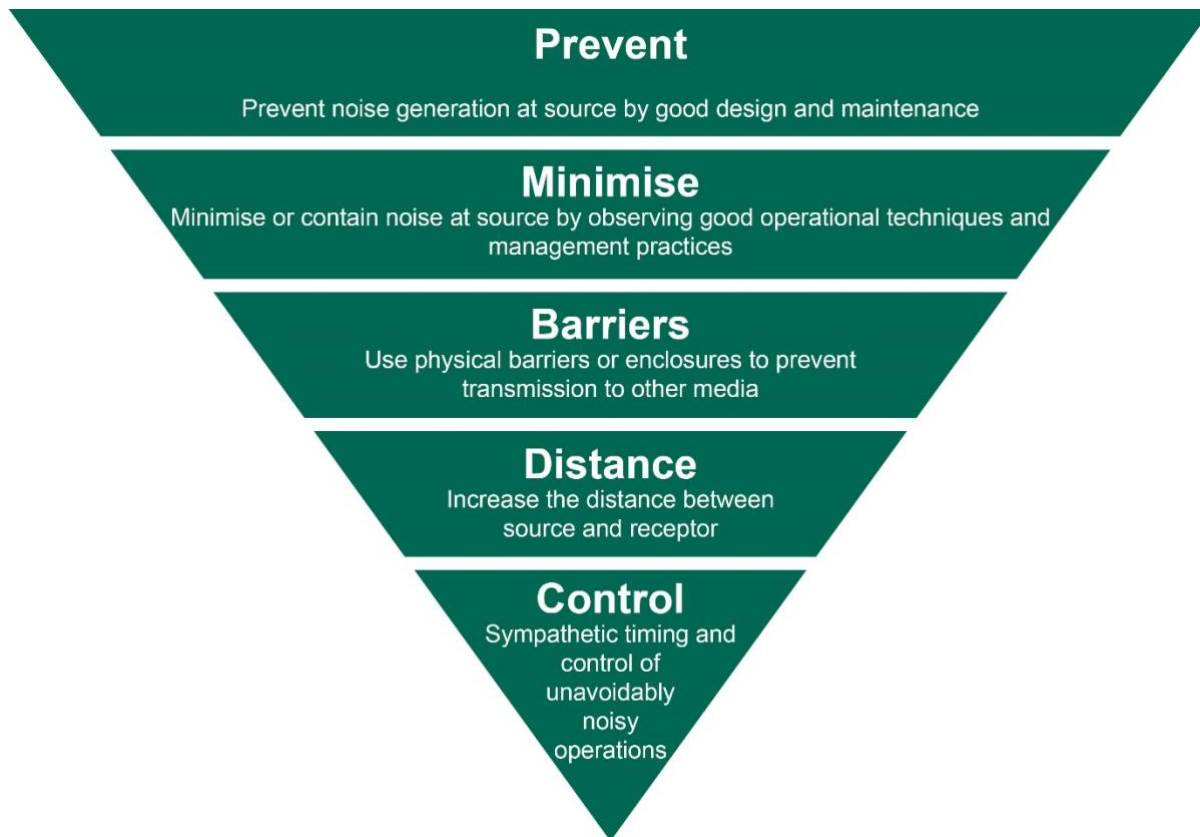 Prevent
Prevent noise generation at source by good design and maintenance
Minimise
Minimise or contain noise at source by observing good operational techniques and
management practices
Barriers
Use physical barriers or enclosures to prevent
transmission to other media
Distance
Increase the distance between
source and receptor
Control
Sympathetic timing and
control of
unavoidably
noisy
operations